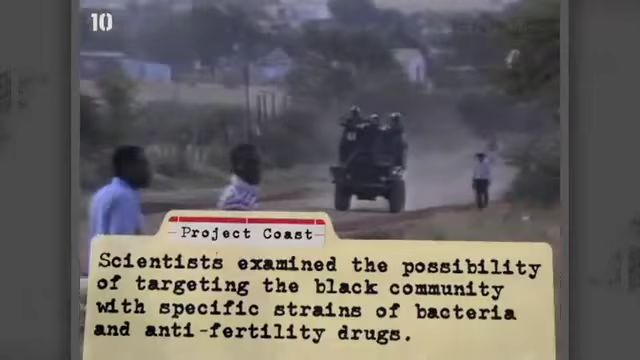 10
Project Coast
Scientists examined the possibility
of targeting the black community
with specific strains of bacteria
and anti-fertility drugs.